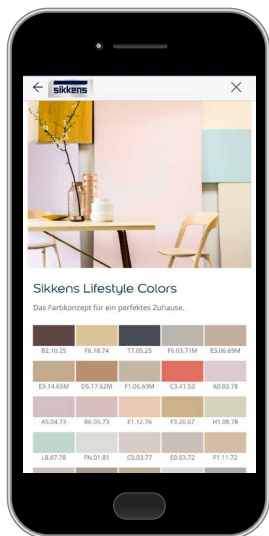 sikkens
Sikkens Lifestyle Colors
Das Farbkonzept für ein perfektes Zuhause.
B2.10.25 F6.18.74 T7.05.25 F6.03.71M E3.06.69M
E9.14.65M D5.17.62M F1.06.69M C3.41.53 A0.03.78
A5.04.73 B6.05.73 E1.12.76 F3.20.67 H1.08.78
L8.07.78 FN.01.81 C0.03.77 E0.03.72 F1.11.72